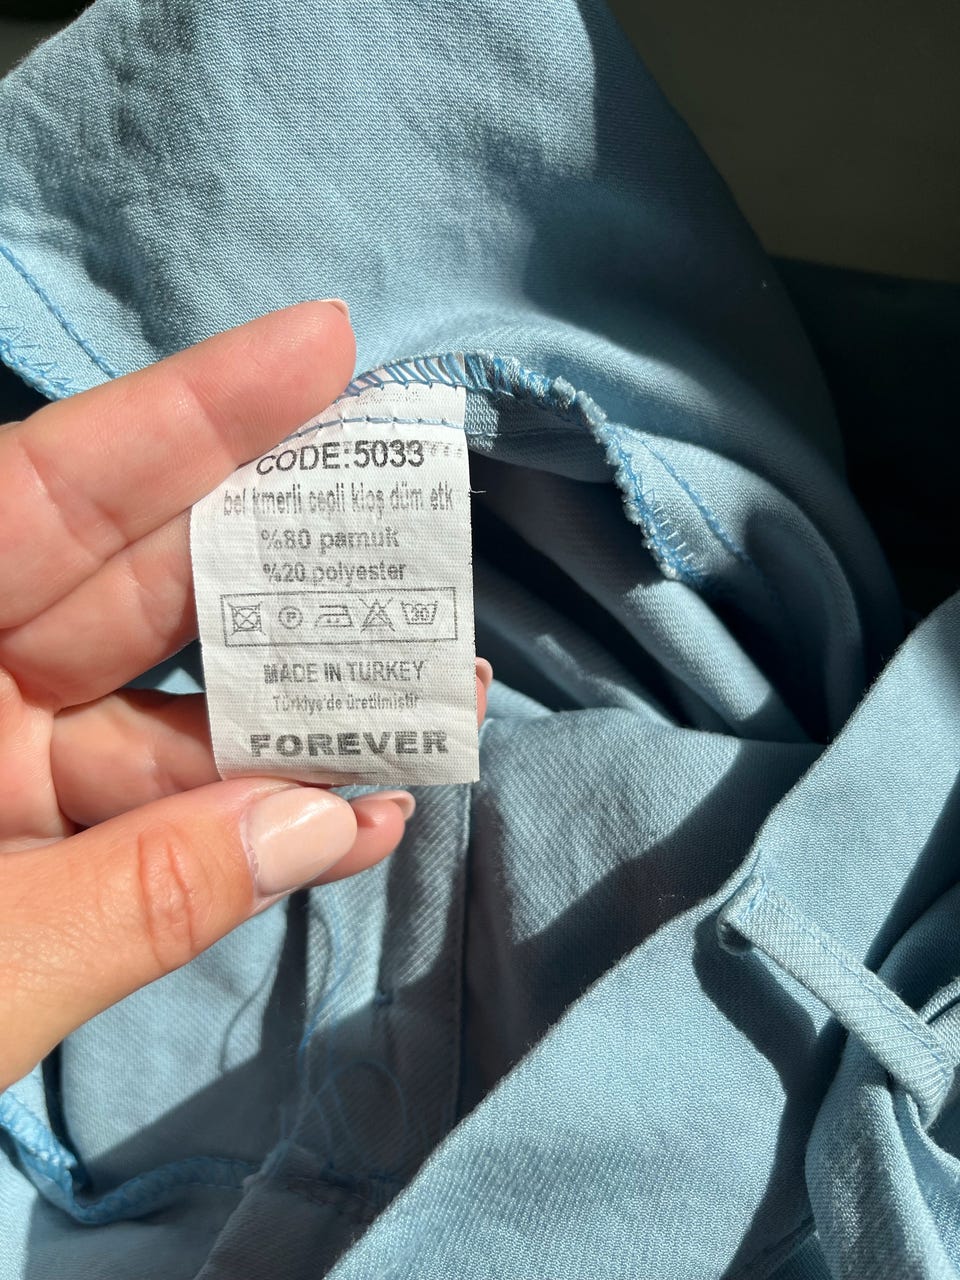 CODE:5033
bel kmerli cepli kloş düm etk
%80 pamuk
%20 polyester
P
30
MADE IN TURKEY
Türkiye'de üretilmiştir
FOREVER